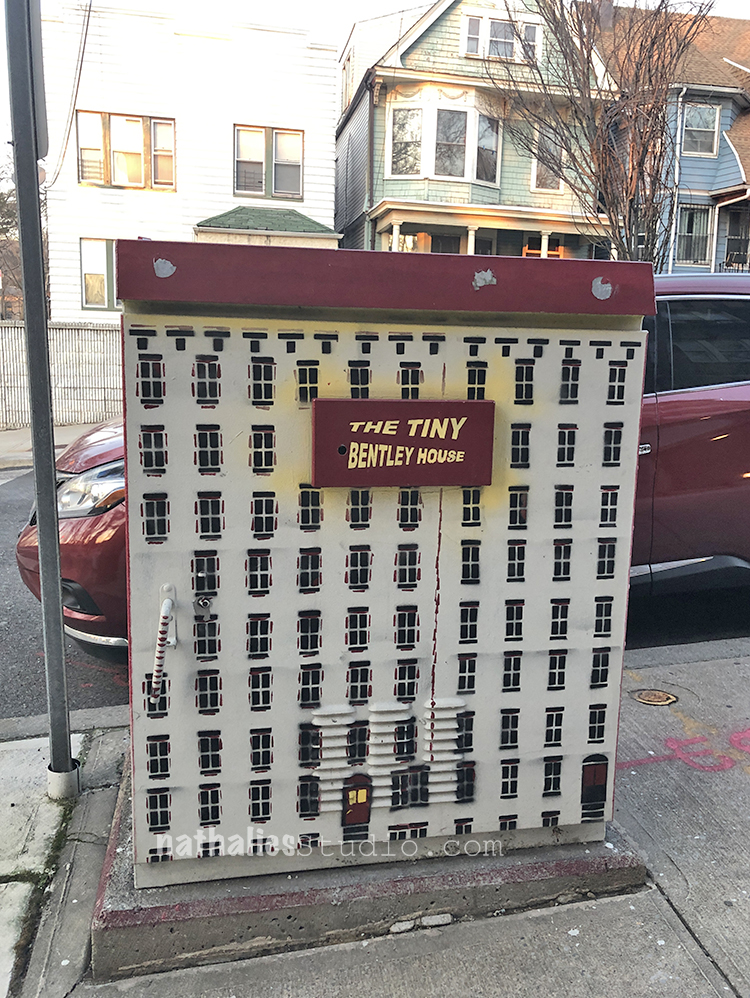 THE TINY
BENTLEY HOUSE
nathaliesstudio.com